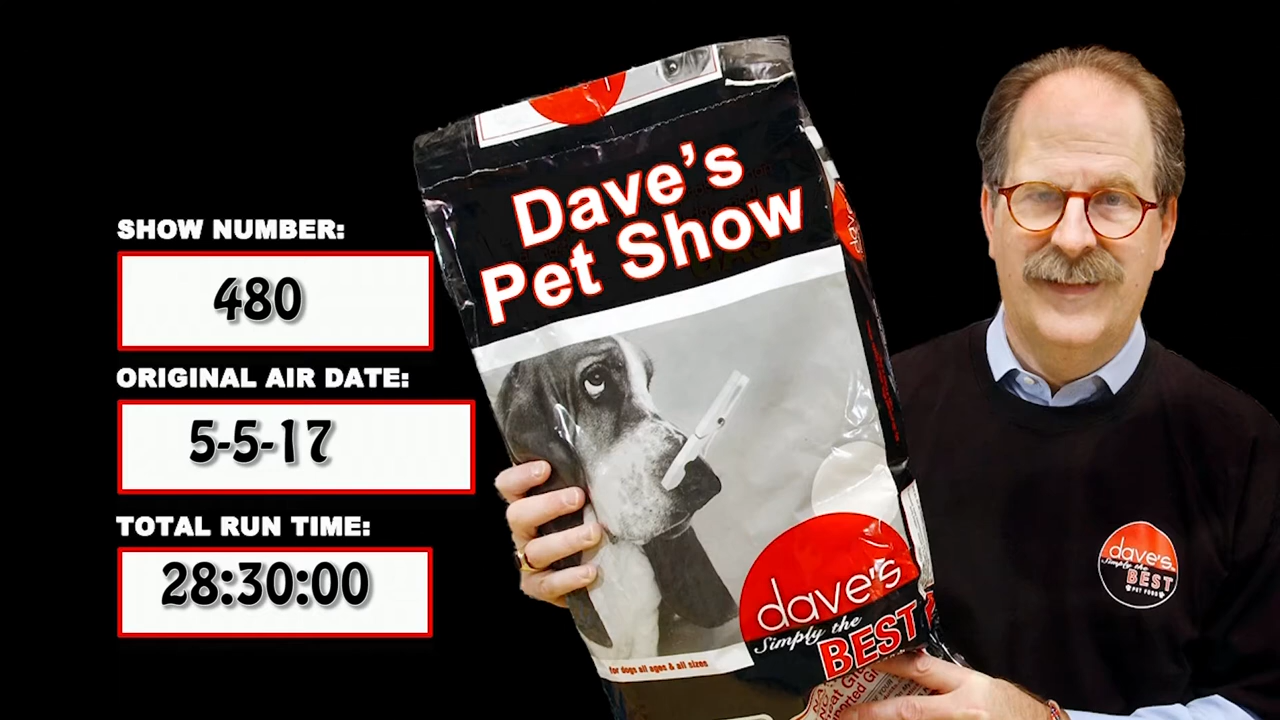 SHOW NUMBER:
480
ORIGINAL AIR DATE:
5-5-17
TOTAL RUN TIME:
28:30:00
Dave's
Pet Show
dave's
Simply the
BEST
for dogs all ages & all sizes
dave's
Simply the
BEST
PET FOOD